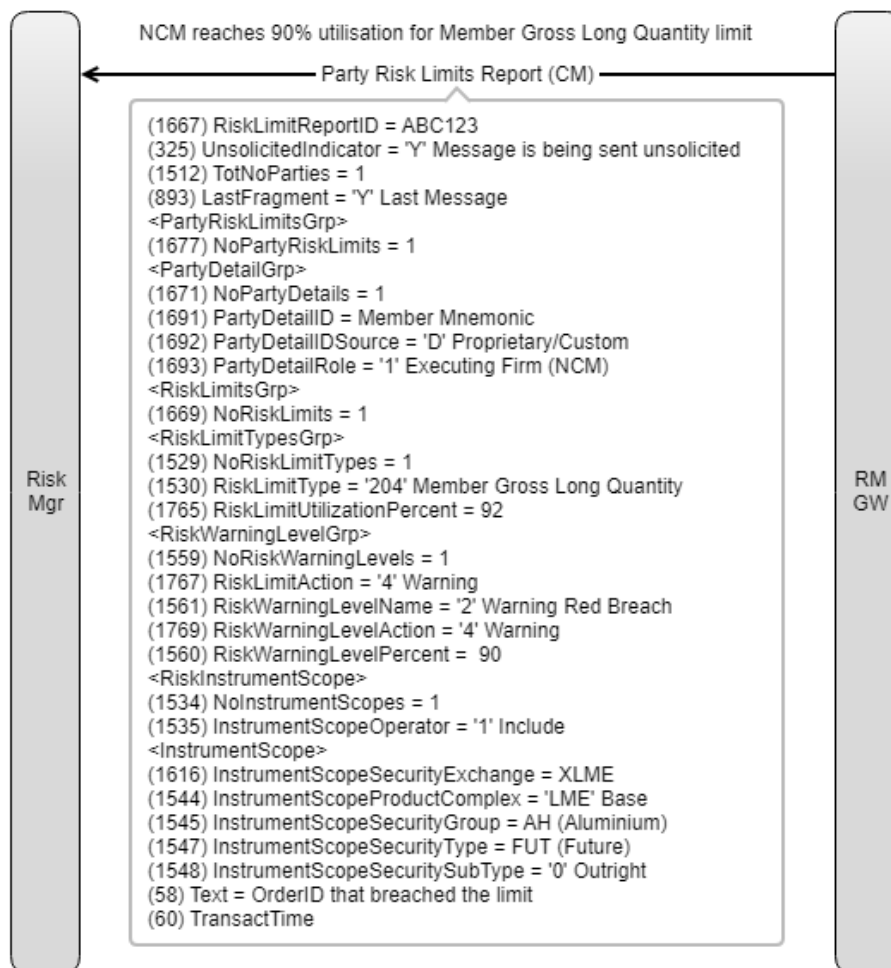 NCM reaches 90% utilisation for Member Gross Long Quantity limit
Party Risk Limits Report (CM)
(1667) RiskLimitReportID = ABC123
(325) UnsolicitedIndicator = 'Y' Message is being sent unsolicited
(1512) TotNoParties = 1
(893) LastFragment = 'Y' Last Message
<PartyRiskLimitsGrp>
(1677) NoPartyRiskLimits = 1
<PartyDetailGrp>
(1671) NoPartyDetails = 1
(1691) PartyDetailID = Member Mnemonic
(1692) PartyDetailIDSource = 'D' Proprietary/Custom
(1693) PartyDetailRole = '1' Executing Firm (NCM)
<RiskLimitsGrp>
(1669) NoRiskLimits = 1
<RiskLimitTypesGrp>
(1529) NoRiskLimitTypes = 1
(1530) RiskLimitType = '204' Member Gross Long Quantity
(1765) RiskLimitUtilizationPercent = 92
<RiskWarningLevelGrp>
(1559) NoRiskWarningLevels = 1
(1767) RiskLimitAction = '4' Warning
(1561) RiskWarningLevelName = '2' Warning Red Breach
(1769) RiskWarningLevelAction = '4' Warning
(1560) RiskWarningLevelPercent =  90
<RiskInstrumentScope>
(1534) NoInstrumentScopes = 1
(1535) InstrumentScopeOperator = '1' Include
<InstrumentScope>
(1616) InstrumentScopeSecurityExchange = XLME
(1544) InstrumentScopeProductComplex = 'LME' Base
(1545) InstrumentScopeSecurityGroup = AH (Aluminium)
(1547) InstrumentScopeSecurityType = FUT (Future)
(1548) InstrumentScopeSecuritySubType = '0' Outright
(58) Text = OrderID that breached the limit
(60) TransactTime
Risk
Mgr
RM
GW